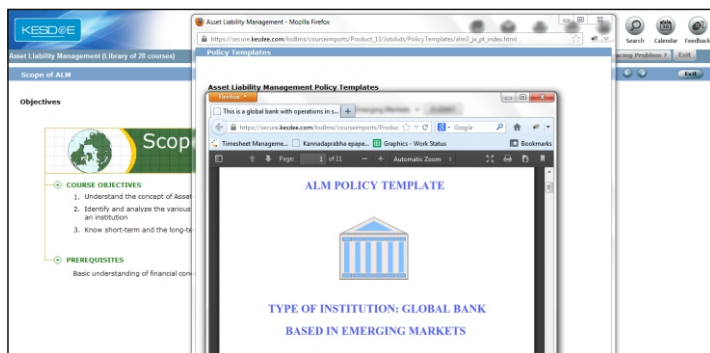 KESDEE
Asset Liability Management (Library of 28 courses)
Scope of ALM
Objectives
Scop
COURSE OBJECTIVES
1. Understand the concept of Asset
2. Identify and analyze the various
an institution
3. Know short-term and the long-te
PREREQUISITES
Basic understanding of financial con
Asset Liability Management - Mozilla Firefox
https://secure.kesdee.com/ksdlms/courseimports/Product_13/JobAids/PolicyTemplates/alm3_ja_pt_index.html
Policy Templates
Asset Liability Management Policy Templates
Firefox
This is a global bank with operations in s...
https://secure.kesdee.com/ksdlms/courseimports/Produc
Google
Timesheet Manageme...
Kannadaprabha epape...
Graphics - Work Status
Bookmarks
Page: 1 of 11
Automatic Zoom
ALM POLICY TEMPLATE
TYPE OF INSTITUTION: GLOBAL BANK
BASED IN EMERGING MARKETS
Search
Calendar
Feedback
acing Problem ?
Exit
Exit